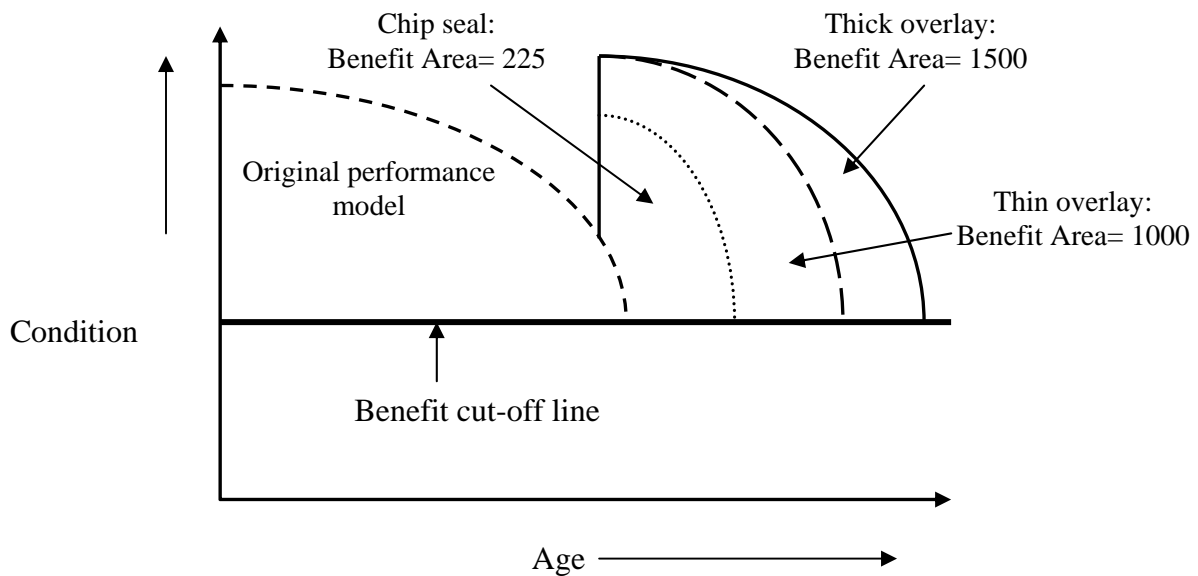 Chip seal:
Benefit Area= 225
Thick overlay:
Benefit Area= 1500
Original performance
model
Thin overlay:
Benefit Area= 1000
Condition
Benefit cut-off line
Age